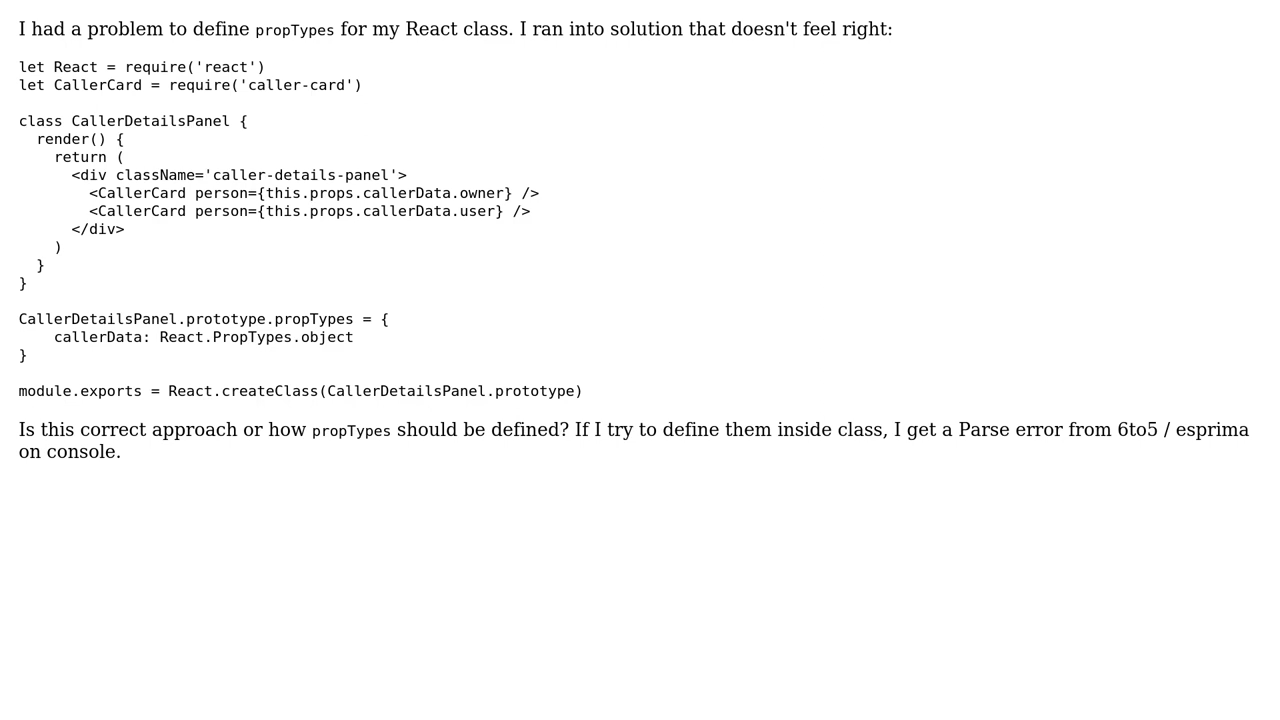 I had a problem to define propTypes for my React class. I ran into solution that doesn't feel right:
let React = require('react')
let CallerCard = require('caller-card')
class CallerDetailsPanel {
  render() {
    return (
      <div className='caller-details-panel'>
        <CallerCard person={this.props.callerData.owner} />
        <CallerCard person={this.props.callerData.user} />
      </div>
    )
  }
}
CallerDetailsPanel.prototype.propTypes = {
    callerData: React.PropTypes.object
}
module.exports = React.createClass(CallerDetailsPanel.prototype)
Is this correct approach or how propTypes should be defined? If I try to define them inside class, I get a Parse error from 6to5 / esprima
on console.